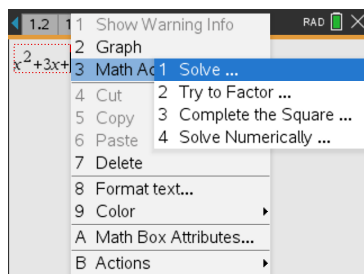 1.2 1 RAD
1 Show Warning Info
2 Graph
x²+3x+
3 Math Ac
1 Solve ...
2 Try to Factor ...
3 Complete the Square ...
4 Solve Numerically ...
4 Cut
5 Copy
6 Paste
7 Delete
8 Format text...
9 Color
A Math Box Attributes...
B Actions